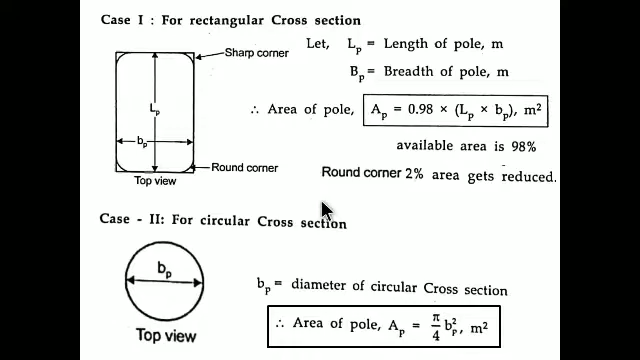 Case I : For rectangular Cross section
Let, Lp = Length of pole, m
Sharp corner
Bp = Breadth of pole, m
Lp
∴ Area of pole, Ap = 0.98 × (Lp × bp), m²
bp
available area is 98%
Round corner
Round corner 2% area gets reduced.
Top view
Case - II: For circular Cross section
bp
bp = diameter of circular Cross section
∴ Area of pole, Ap = π/4 bp², m²
Top view